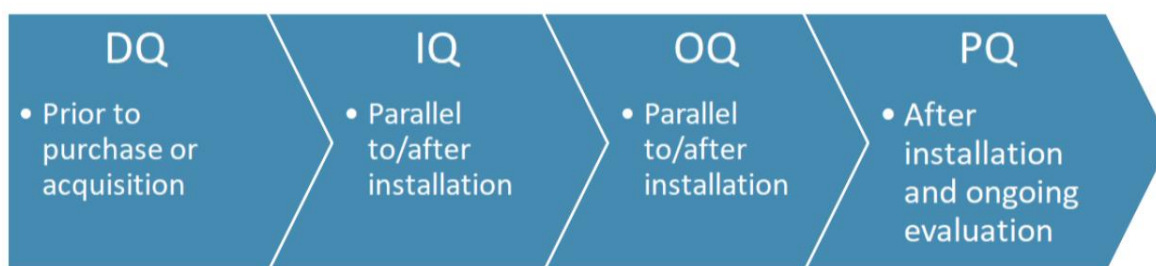 DQ
• Prior to
purchase or
acquisition
IQ
• Parallel
to/after
installation
OQ
• Parallel
to/after
installation
PQ
• After
installation
and ongoing
evaluation